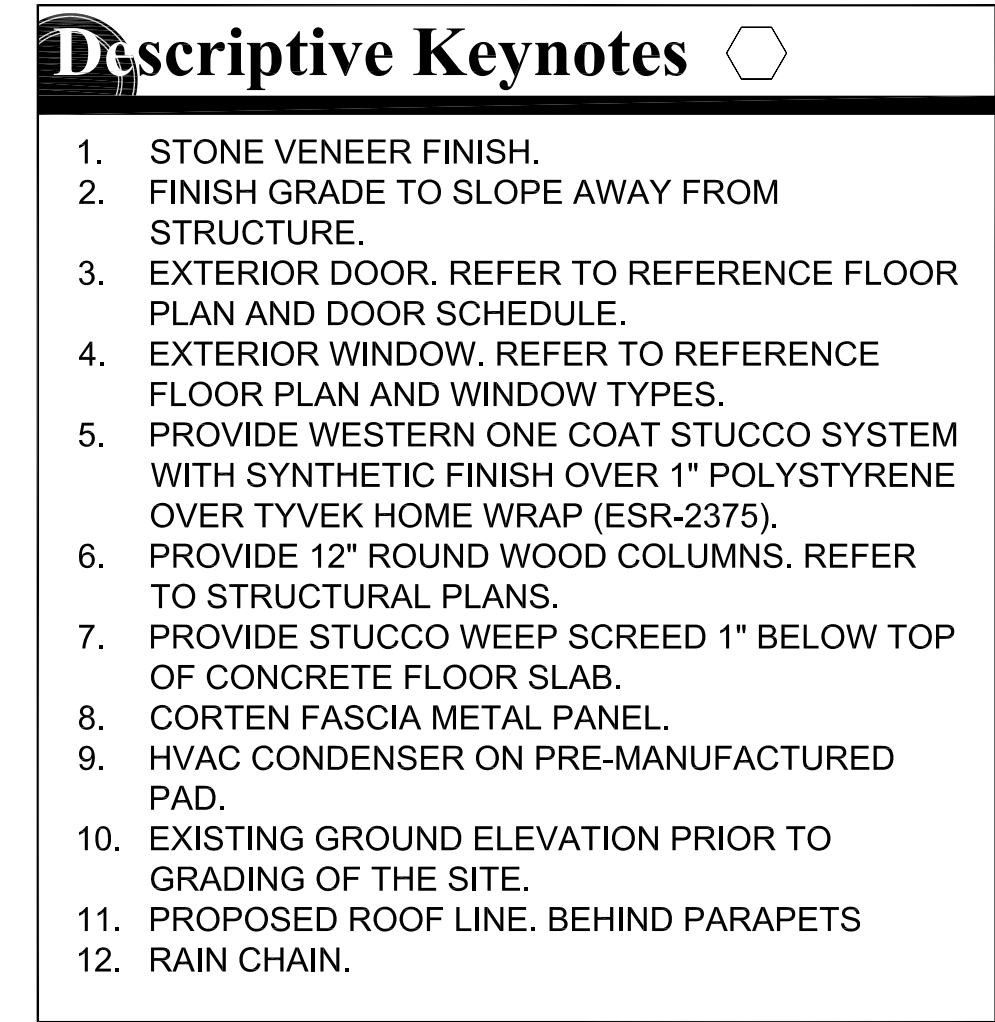 Descriptive Keynotes
1. STONE VENEER FINISH.
2. FINISH GRADE TO SLOPE AWAY FROM
STRUCTURE.
3. EXTERIOR DOOR. REFER TO REFERENCE FLOOR
PLAN AND DOOR SCHEDULE.
4. EXTERIOR WINDOW. REFER TO REFERENCE
FLOOR PLAN AND WINDOW TYPES.
5. PROVIDE WESTERN ONE COAT STUCCO SYSTEM
WITH SYNTHETIC FINISH OVER 1" POLYSTYRENE
OVER TYVEK HOME WRAP (ESR-2375).
6. PROVIDE 12" ROUND WOOD COLUMNS. REFER
TO STRUCTURAL PLANS.
7. PROVIDE STUCCO WEEP SCREED 1" BELOW TOP
OF CONCRETE FLOOR SLAB.
8. CORTEN FASCIA METAL PANEL.
9. HVAC CONDENSER ON PRE-MANUFACTURED
PAD.
10. EXISTING GROUND ELEVATION PRIOR TO
GRADING OF THE SITE.
11. PROPOSED ROOF LINE. BEHIND PARAPETS
12. RAIN CHAIN.